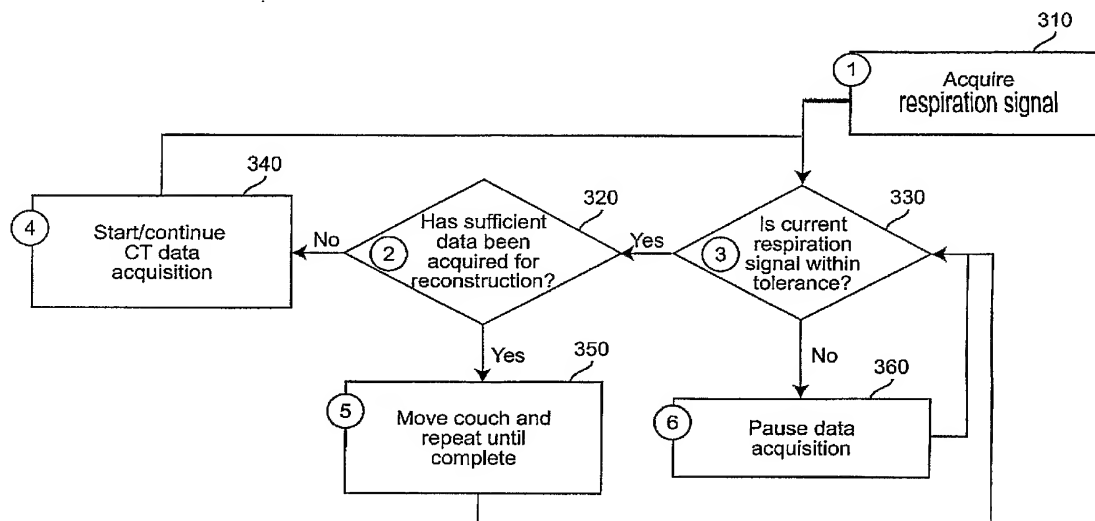 310
1
Acquire
respiration signal
340
4
Start/continue
CT data
acquisition
No
320
2
Has sufficient
data been
acquired for
reconstruction?
Yes
330
3
Is current
respiration
signal within
tolerance?
Yes
350
5
Move couch and
repeat until
complete
No
360
6
Pause data
acquisition